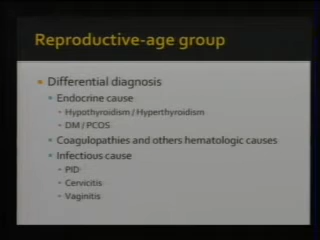 Reproductive-age group
Differential diagnosis
Endocrine cause
Hypothyroidism / Hyperthyroidism
DM / PCOS
Coagulopathies and others hematologic causes
Infectious cause
PID
Cervicitis
Vaginitis